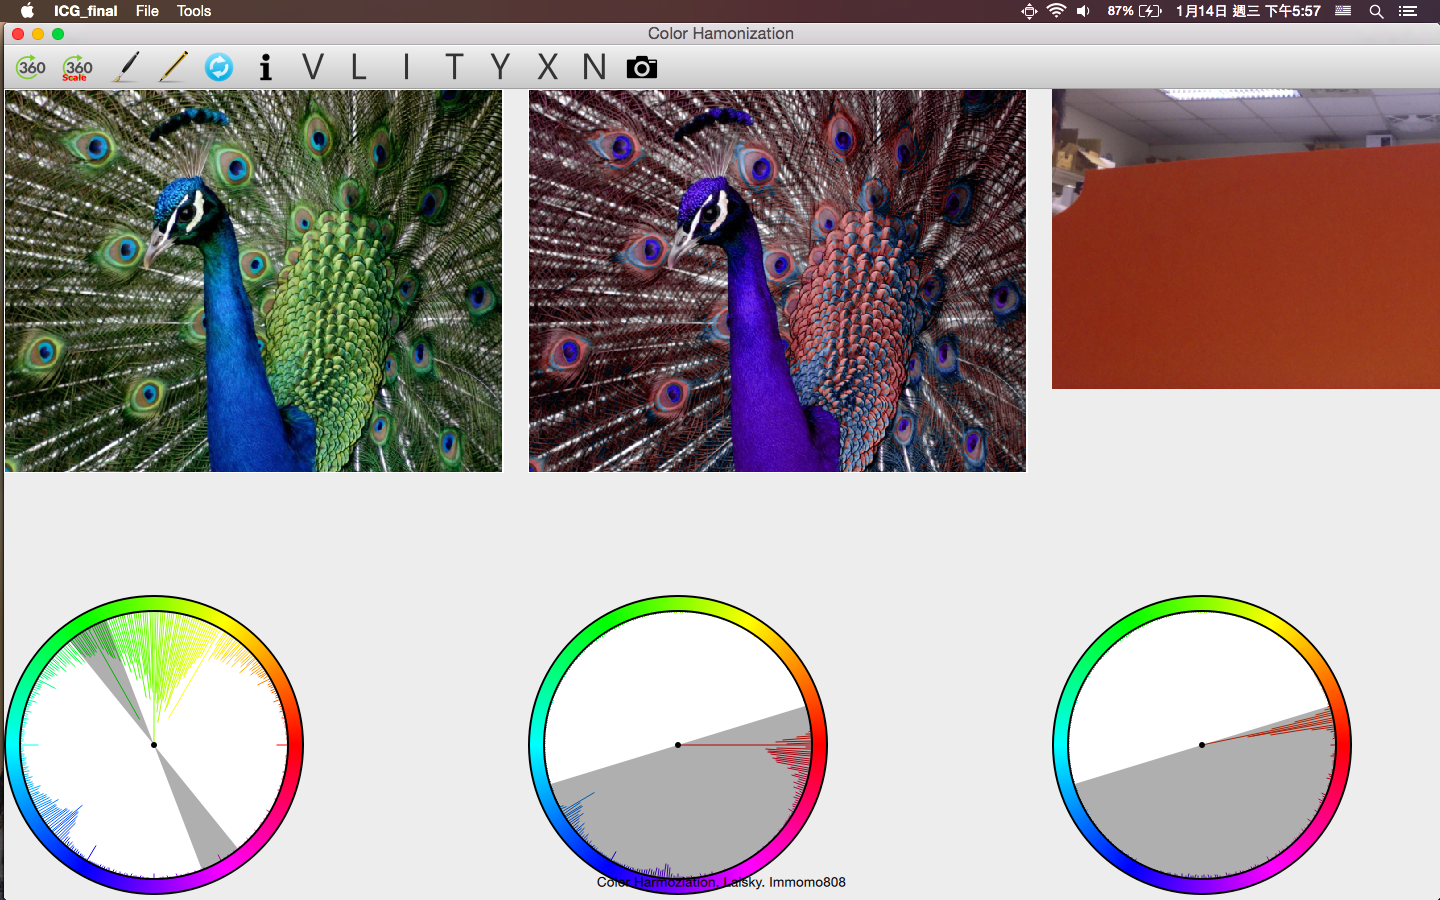 ICG_final File Tools 87% 1月14日 週三 下午5:57
Color Hamonization
360 360 Scale i V L I T Y X N
Color Harmoziation. Laisky. Immomo808